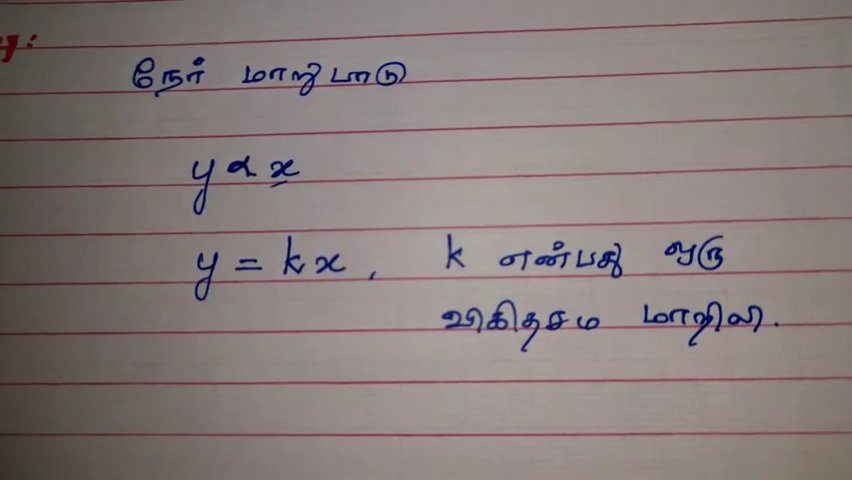 நேர் மாறுபாடு
y ∝ x
y = kx, k என்பது ஒரு
விகிதசம மாறிலி.